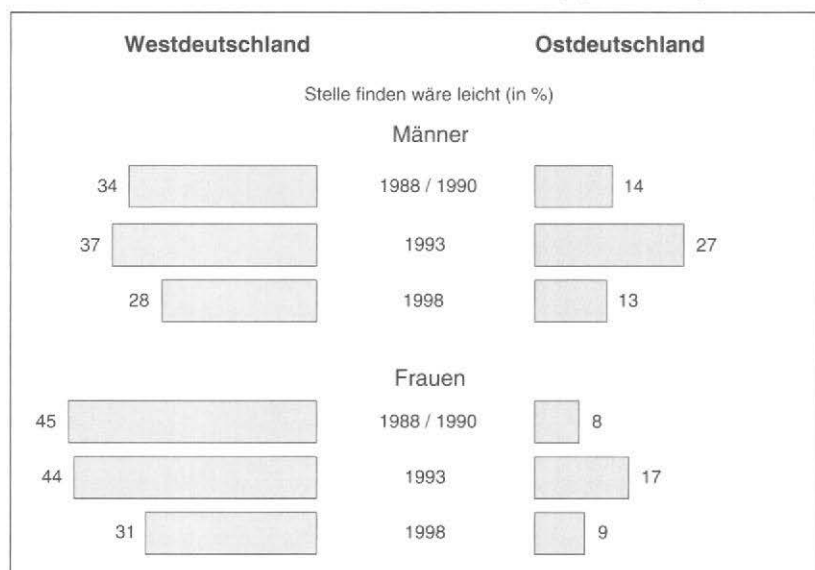 Westdeutschland Ostdeutschland
Stelle finden wäre leicht (in %)
Männer
34 1988 / 1990 14
37 1993 27
28 1998 13
Frauen
45 1988 / 1990 8
44 1993 17
31 1998 9